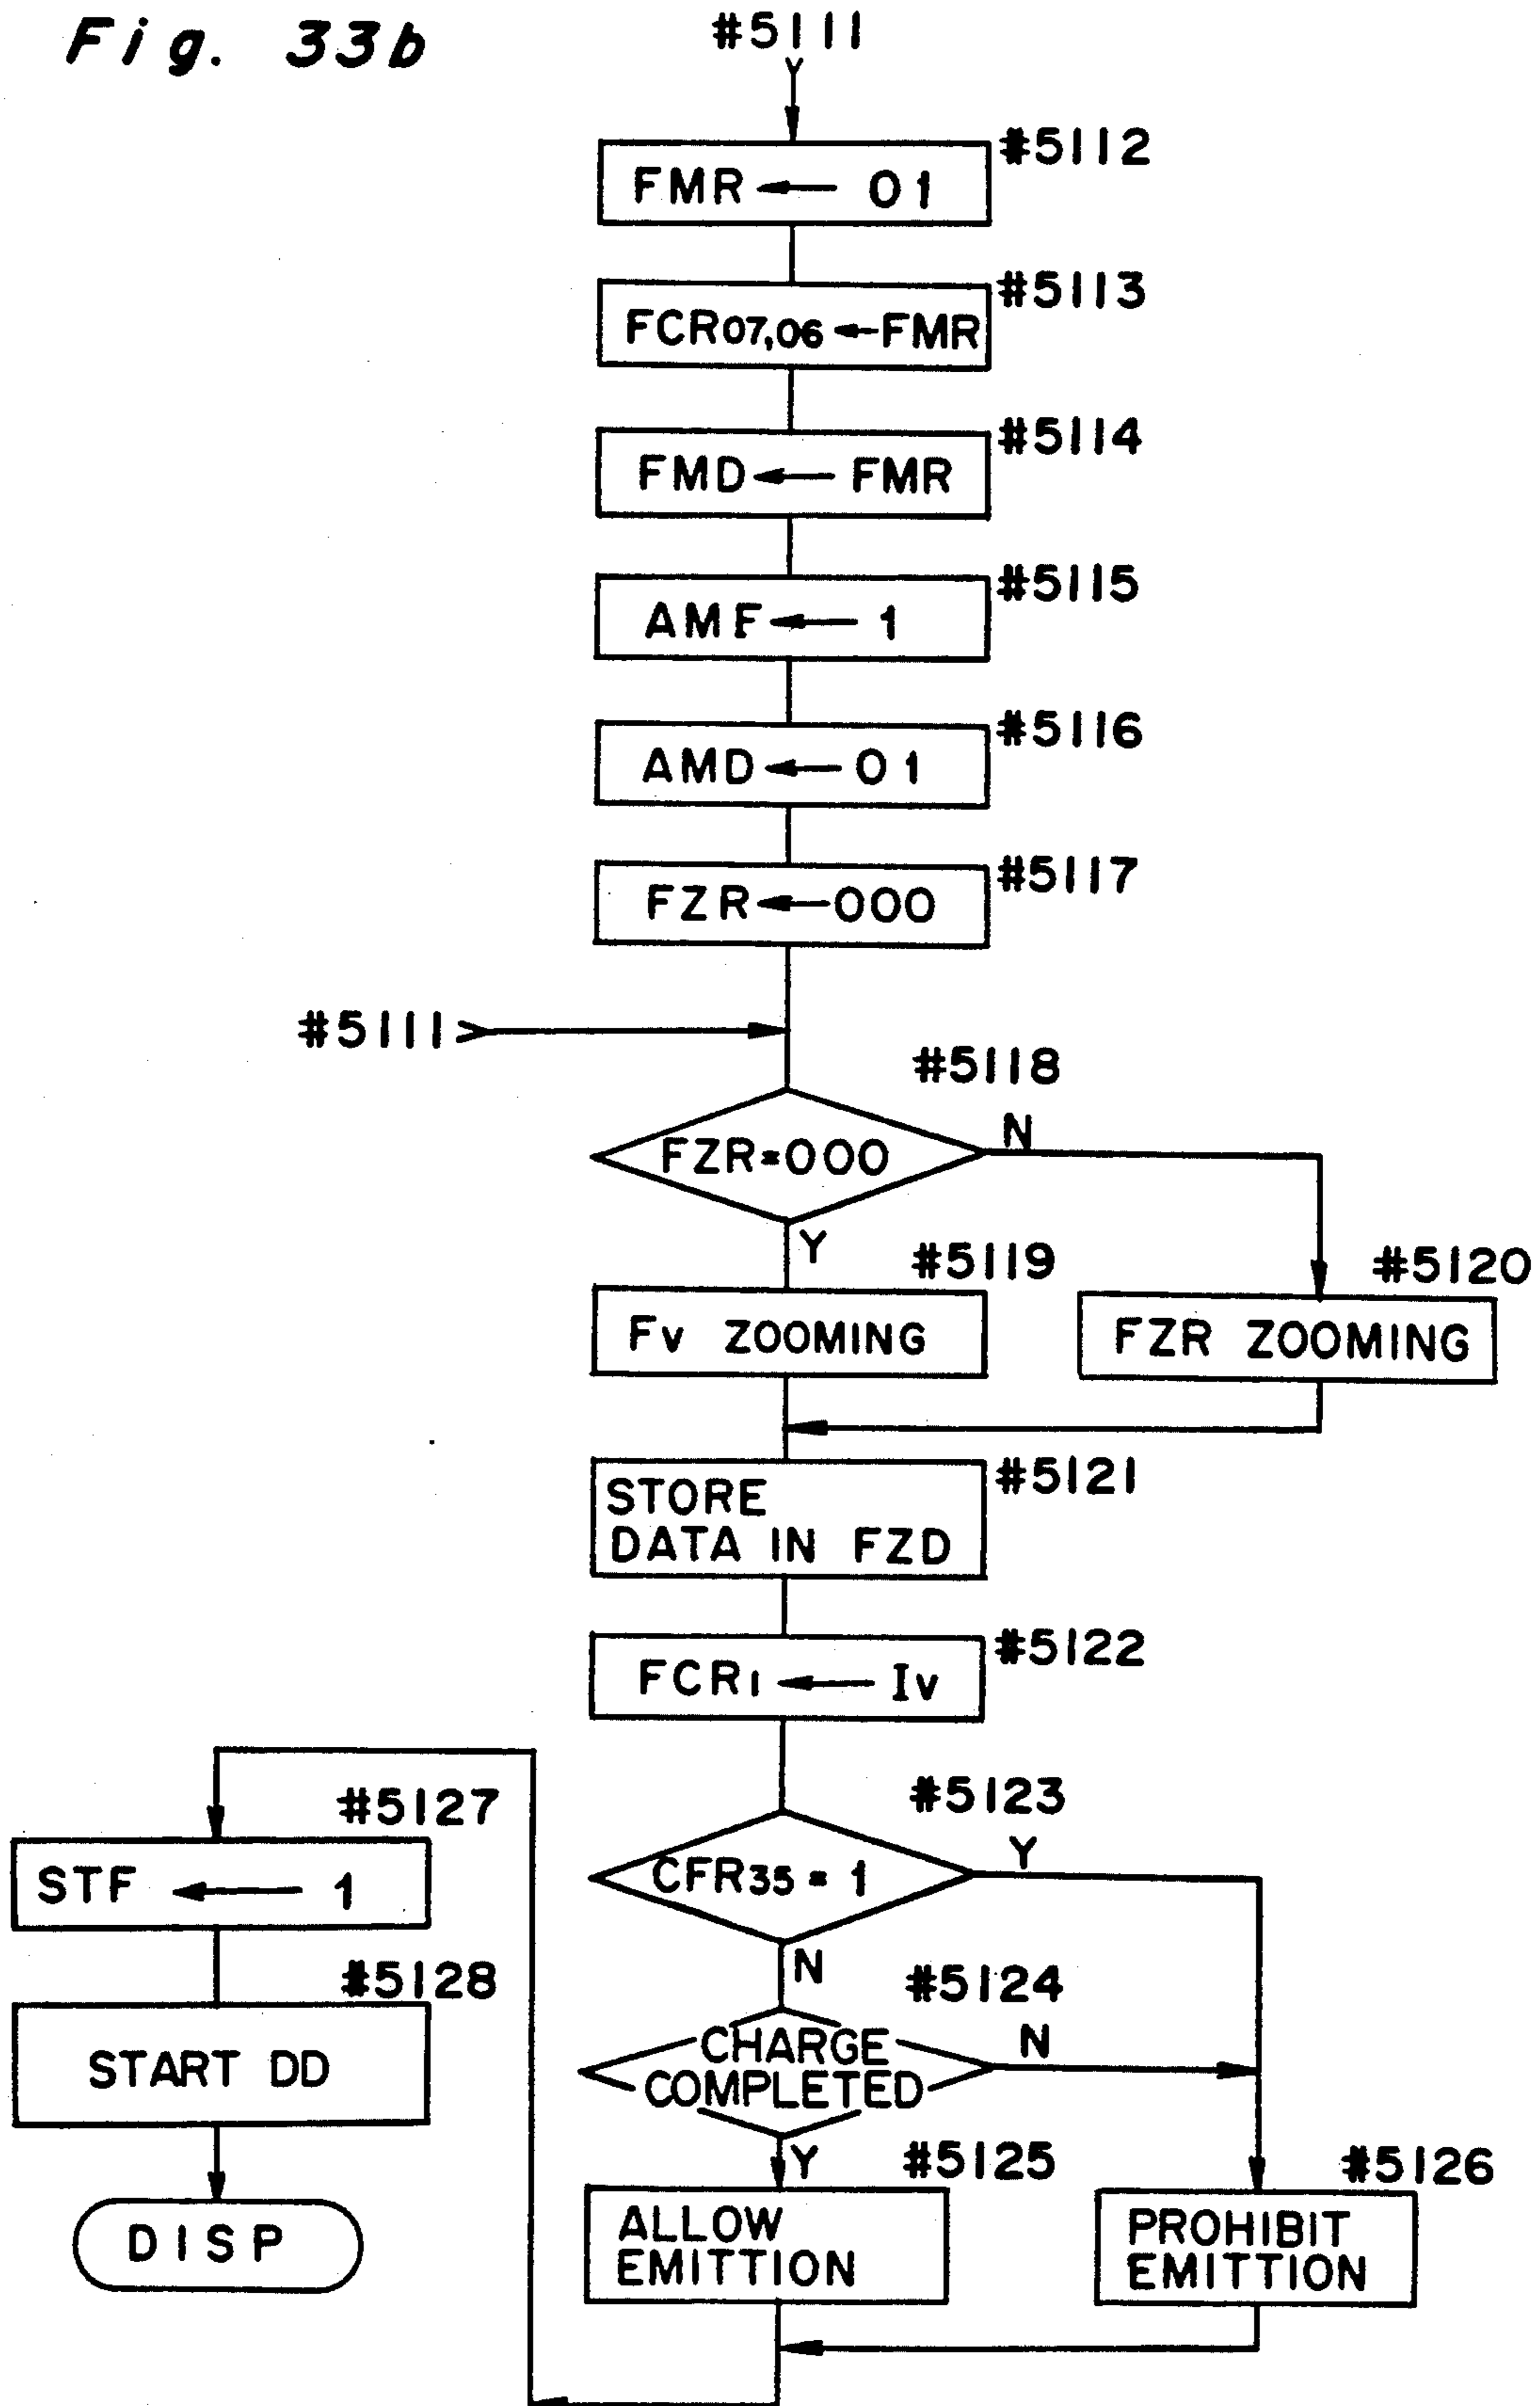 Fig. 33b
#5111
#5112
FMR ← 01
#5113
FCR07,06 ← FMR
#5114
FMD ← FMR
#5115
AMF ← 1
#5116
AMD ← 01
#5117
FZR ← 000
#5111
#5118
FZR=000
N
Y
#5119
Fv ZOOMING
#5120
FZR ZOOMING
#5121
STORE
DATA IN FZD
#5122
FCR1 ← Iv
#5123
CFR35 = 1
Y
N
#5124
CHARGE
COMPLETED
N
Y
#5125
ALLOW
EMITTION
#5126
PROHIBIT
EMITTION
#5127
STF ← 1
#5128
START DD
DISP